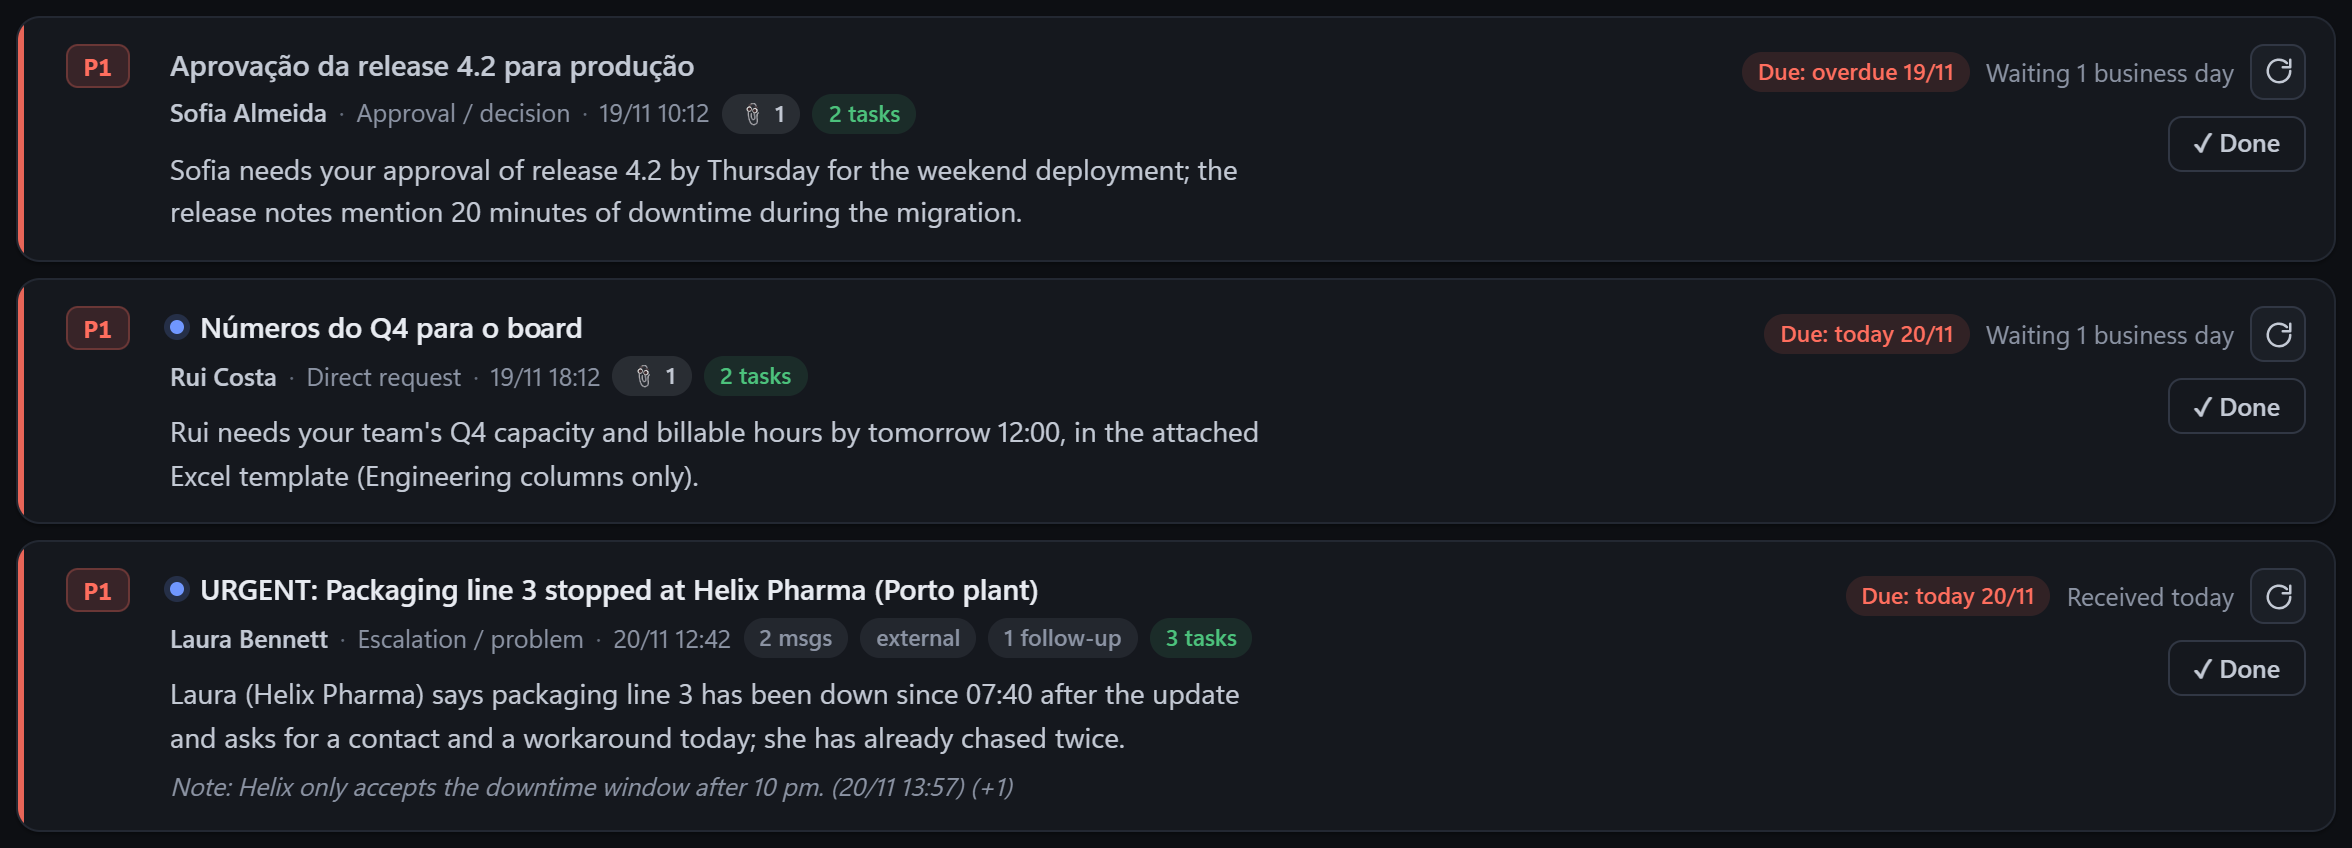 P1 Aprovação da release 4.2 para produção Due: overdue 19/11 Waiting 1 business day
Sofia Almeida · Approval / decision · 19/11 10:12 1 2 tasks
✓ Done
Sofia needs your approval of release 4.2 by Thursday for the weekend deployment; the
release notes mention 20 minutes of downtime during the migration.
P1 Números do Q4 para o board Due: today 20/11 Waiting 1 business day
Rui Costa · Direct request · 19/11 18:12 1 2 tasks
✓ Done
Rui needs your team's Q4 capacity and billable hours by tomorrow 12:00, in the attached
Excel template (Engineering columns only).
P1 URGENT: Packaging line 3 stopped at Helix Pharma (Porto plant) Due: today 20/11 Received today
Laura Bennett · Escalation / problem · 20/11 12:42 2 msgs external 1 follow-up 3 tasks
✓ Done
Laura (Helix Pharma) says packaging line 3 has been down since 07:40 after the update
and asks for a contact and a workaround today; she has already chased twice.
Note: Helix only accepts the downtime window after 10 pm. (20/11 13:57) (+1)